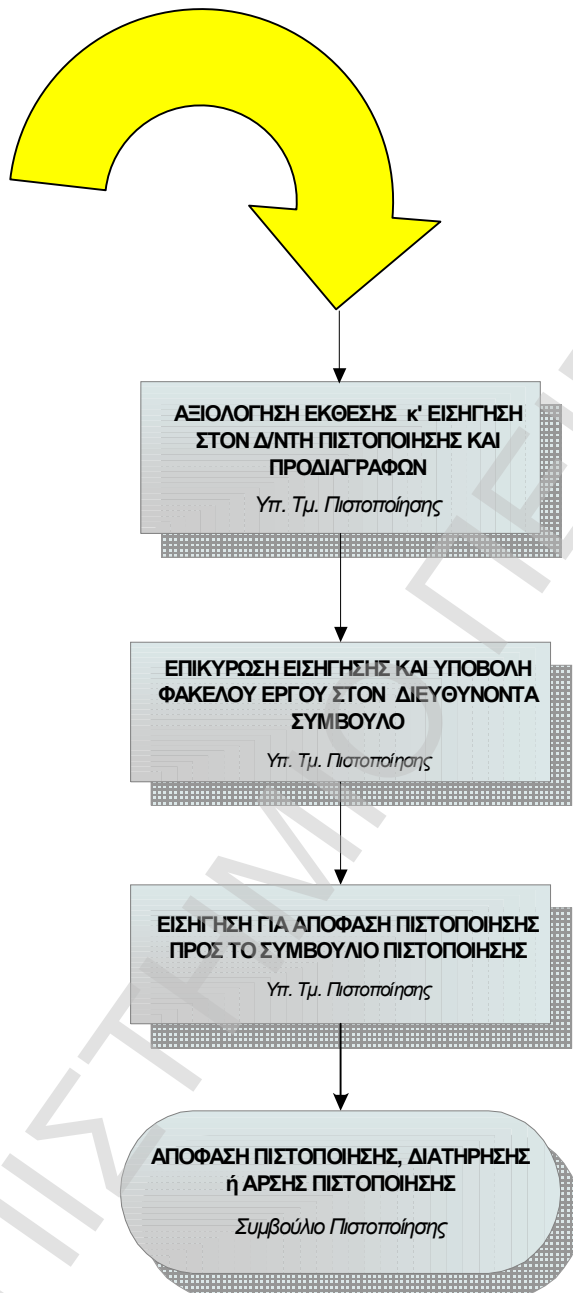 ΑΞΙΟΛΟΓΗΣΗ ΕΚΘΕΣΗΣ κ' ΕΙΣΗΓΗΣΗ
ΣΤΟΝ Δ/ΝΤΗ ΠΙΣΤΟΠΟΙΗΣΗΣ ΚΑΙ
ΠΡΟΔΙΑΓΡΑΦΩΝ
Υπ. Τμ. Πιστοποίησης
ΕΠΙΚΥΡΩΣΗ ΕΙΣΗΓΗΣΗΣ ΚΑΙ ΥΠΟΒΟΛΗ
ΦΑΚΕΛΟΥ ΕΡΓΟΥ ΣΤΟΝ ΔΙΕΥΘΥΝΟΝΤΑ
ΣΥΜΒΟΥΛΟ
Υπ. Τμ. Πιστοποίησης
ΕΙΣΗΓΗΣΗ ΓΙΑ ΑΠΟΦΑΣΗ ΠΙΣΤΟΠΟΙΗΣΗΣ
ΠΡΟΣ ΤΟ ΣΥΜΒΟΥΛΙΟ ΠΙΣΤΟΠΟΙΗΣΗΣ
Υπ. Τμ. Πιστοποίησης
ΑΠΟΦΑΣΗ ΠΙΣΤΟΠΟΙΗΣΗΣ, ΔΙΑΤΗΡΗΣΗΣ
ή ΑΡΣΗΣ ΠΙΣΤΟΠΟΙΗΣΗΣ
Συμβούλιο Πιστοποίησης